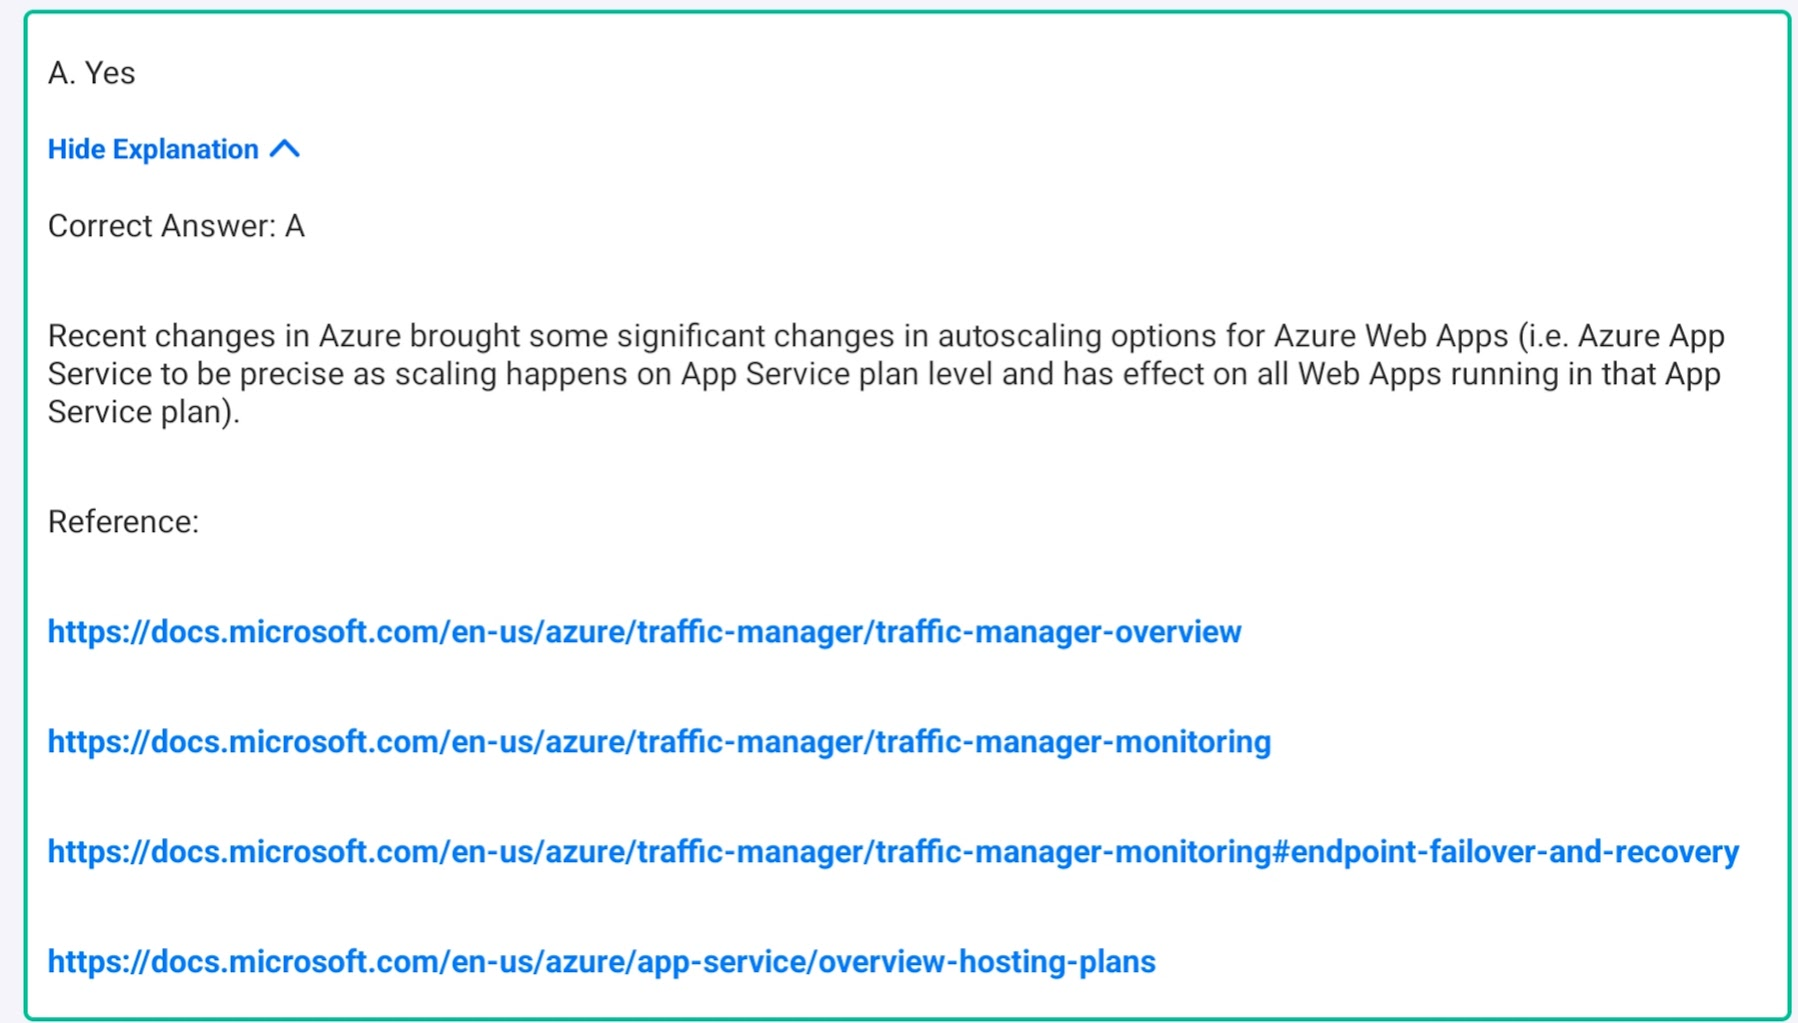 A. Yes
Hide Explanation
Correct Answer: A
Recent changes in Azure brought some significant changes in autoscaling options for Azure Web Apps (i.e. Azure App
Service to be precise as scaling happens on App Service plan level and has effect on all Web Apps running in that App
Service plan).
Reference:
https://docs.microsoft.com/en-us/azure/traffic-manager/traffic-manager-overview
https://docs.microsoft.com/en-us/azure/traffic-manager/traffic-manager-monitoring
https://docs.microsoft.com/en-us/azure/traffic-manager/traffic-manager-monitoring#endpoint-failover-and-recovery
https://docs.microsoft.com/en-us/azure/app-service/overview-hosting-plans